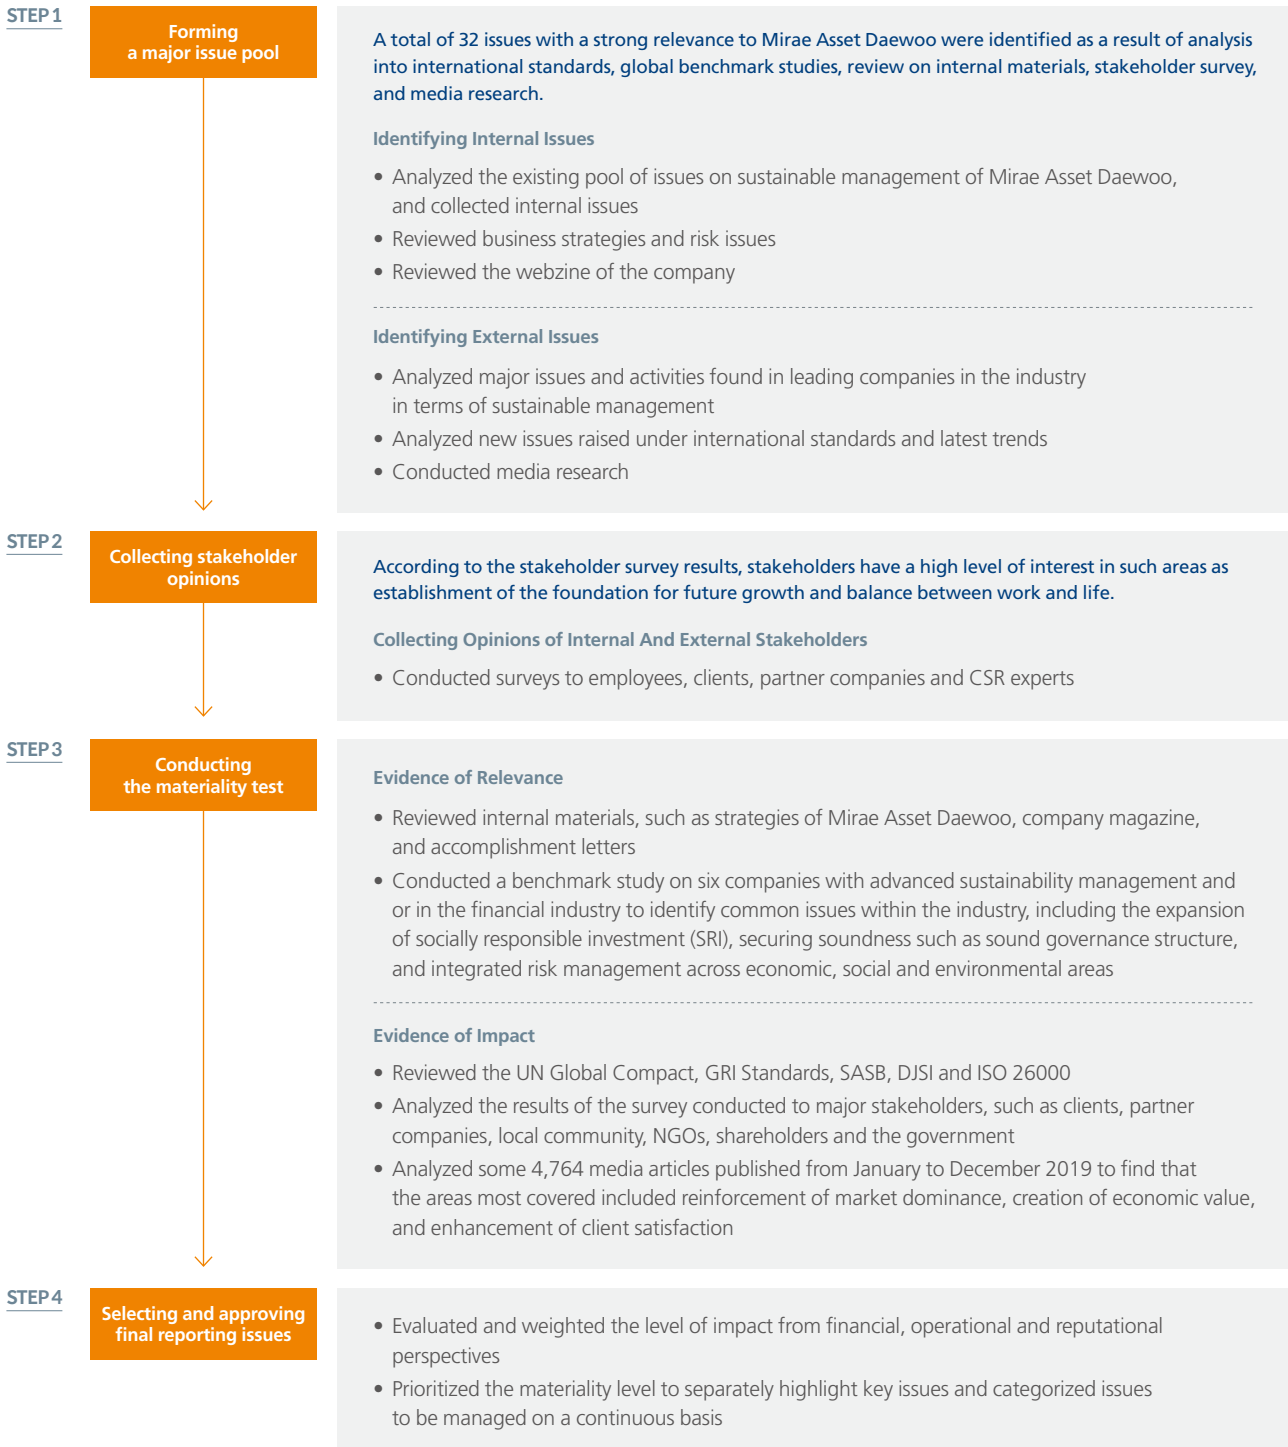 STEP 1
Forming
a major issue pool
A total of 32 issues with a strong relevance to Mirae Asset Daewoo were identified as a result of analysis
into international standards, global benchmark studies, review on internal materials, stakeholder survey,
and media research.
Identifying Internal Issues
• Analyzed the existing pool of issues on sustainable management of Mirae Asset Daewoo,
and collected internal issues
• Reviewed business strategies and risk issues
• Reviewed the webzine of the company
Identifying External Issues
• Analyzed major issues and activities found in leading companies in the industry
in terms of sustainable management
• Analyzed new issues raised under international standards and latest trends
• Conducted media research
STEP 2
Collecting stakeholder
opinions
According to the stakeholder survey results, stakeholders have a high level of interest in such areas as
establishment of the foundation for future growth and balance between work and life.
Collecting Opinions of Internal And External Stakeholders
• Conducted surveys to employees, clients, partner companies and CSR experts
STEP 3
Conducting
the materiality test
Evidence of Relevance
• Reviewed internal materials, such as strategies of Mirae Asset Daewoo, company magazine,
and accomplishment letters
• Conducted a benchmark study on six companies with advanced sustainability management and
or in the financial industry to identify common issues within the industry, including the expansion
of socially responsible investment (SRI), securing soundness such as sound governance structure,
and integrated risk management across economic, social and environmental areas
Evidence of Impact
• Reviewed the UN Global Compact, GRI Standards, SASB, DJSI and ISO 26000
• Analyzed the results of the survey conducted to major stakeholders, such as clients, partner
companies, local community, NGOs, shareholders and the government
• Analyzed some 4,764 media articles published from January to December 2019 to find that
the areas most covered included reinforcement of market dominance, creation of economic value,
and enhancement of client satisfaction
STEP 4
Selecting and approving
final reporting issues
• Evaluated and weighted the level of impact from financial, operational and reputational
perspectives
• Prioritized the materiality level to separately highlight key issues and categorized issues
to be managed on a continuous basis